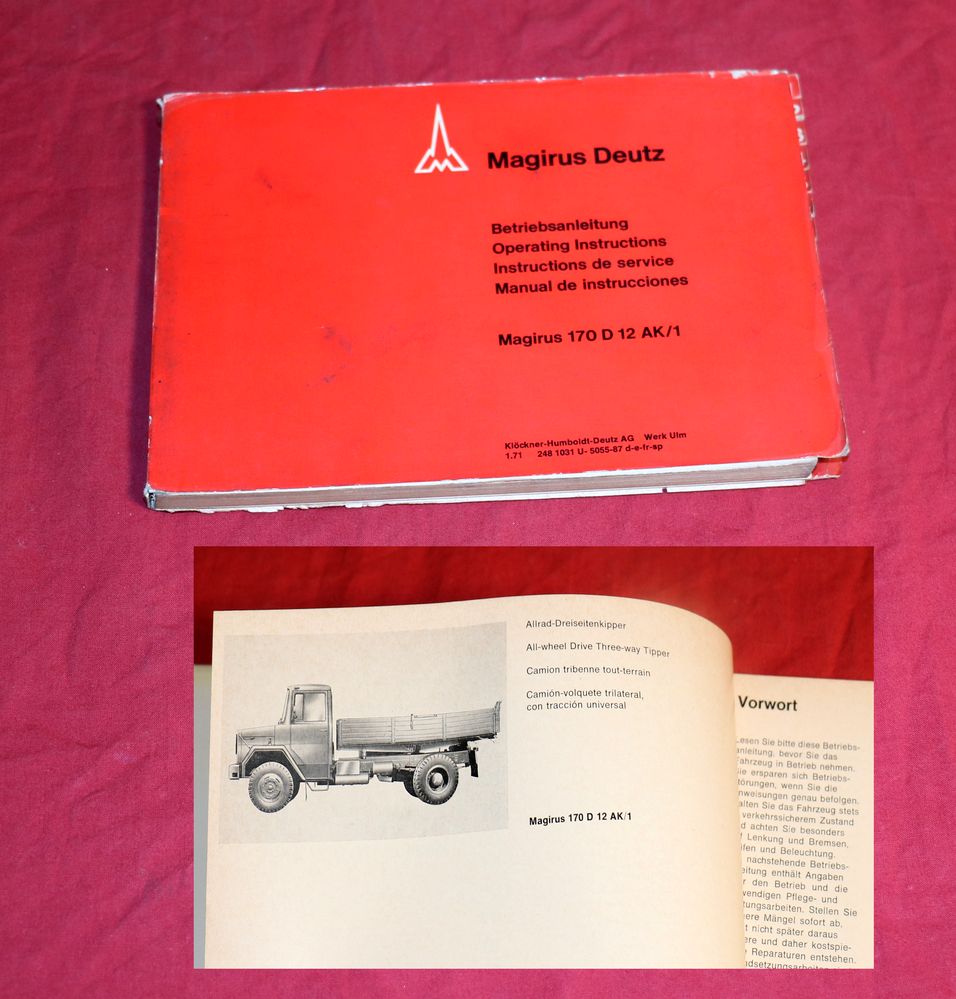 Magirus Deutz
Betriebsanleitung
Operating Instructions
Instructions de service
Manual de instrucciones
Magirus 170 D 12 AK/1
Klöckner-Humboldt-Deutz AG Werk Ulm
1.71 248 1031 U- 5055-87 d-e-fr-sp
Allrad-Dreiseitenkipper
All-wheel Drive Three-way Tipper
Camion tribenne tout-terrain
Camión-volquete trilateral,
con tracción universal
Magirus 170 D 12 AK/1
Vorwort
Lesen Sie bitte diese Betriebs-
anleitung, bevor Sie das
Fahrzeug in Betrieb nehmen.
Sie ersparen sich Betriebs-
störungen, wenn Sie die
Anweisungen genau befolgen.
alten Sie das Fahrzeug stets
verkehrssicherem Zustand
d achten Sie besonders
f Lenkung und Bremsen,
ifen und Beleuchtung.
nachstehende Betriebs-
eitung enthält Angaben
r den Betrieb und die
wendigen Pflege- und
tungsarbeiten. Stellen Sie
ere Mängel sofort ab,
t nicht später daraus
ere und daher kostspie-
e Reparaturen entstehen.